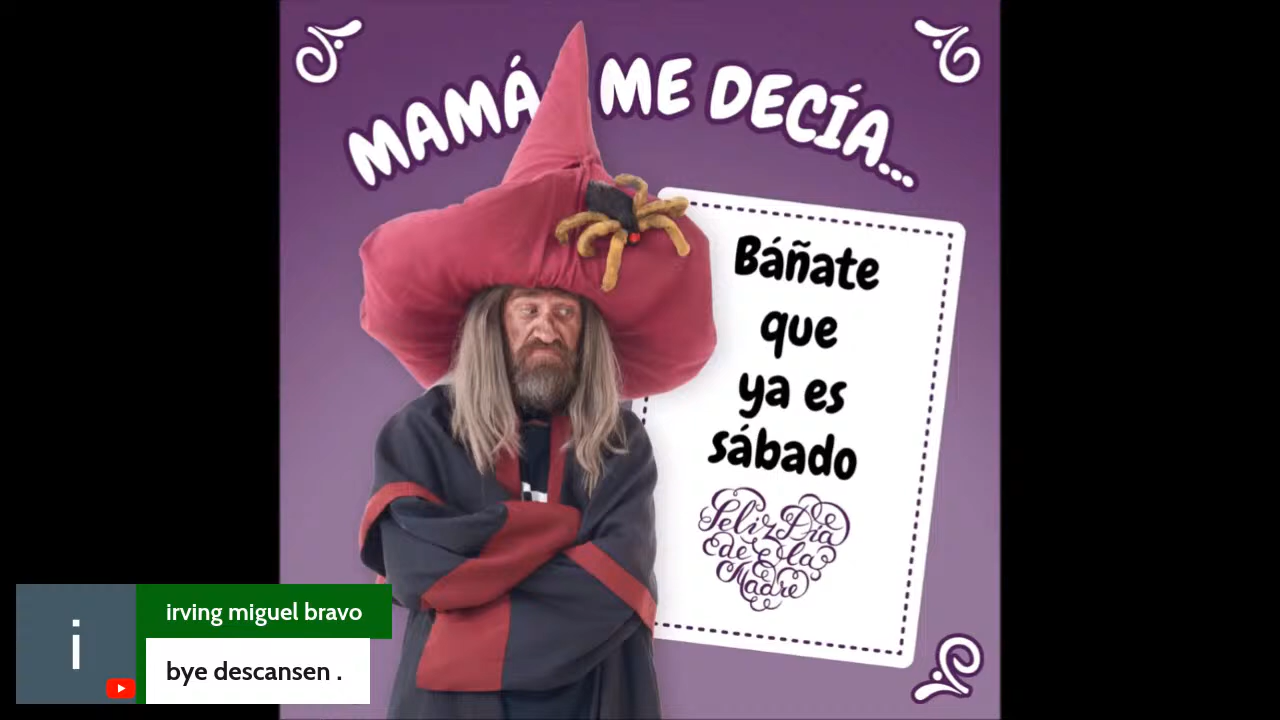 MAMÁ ME DECÍA...
Báñate
que
ya es
sábado
Feliz Día
de la
Madre
irving miguel bravo
i
bye descansen .